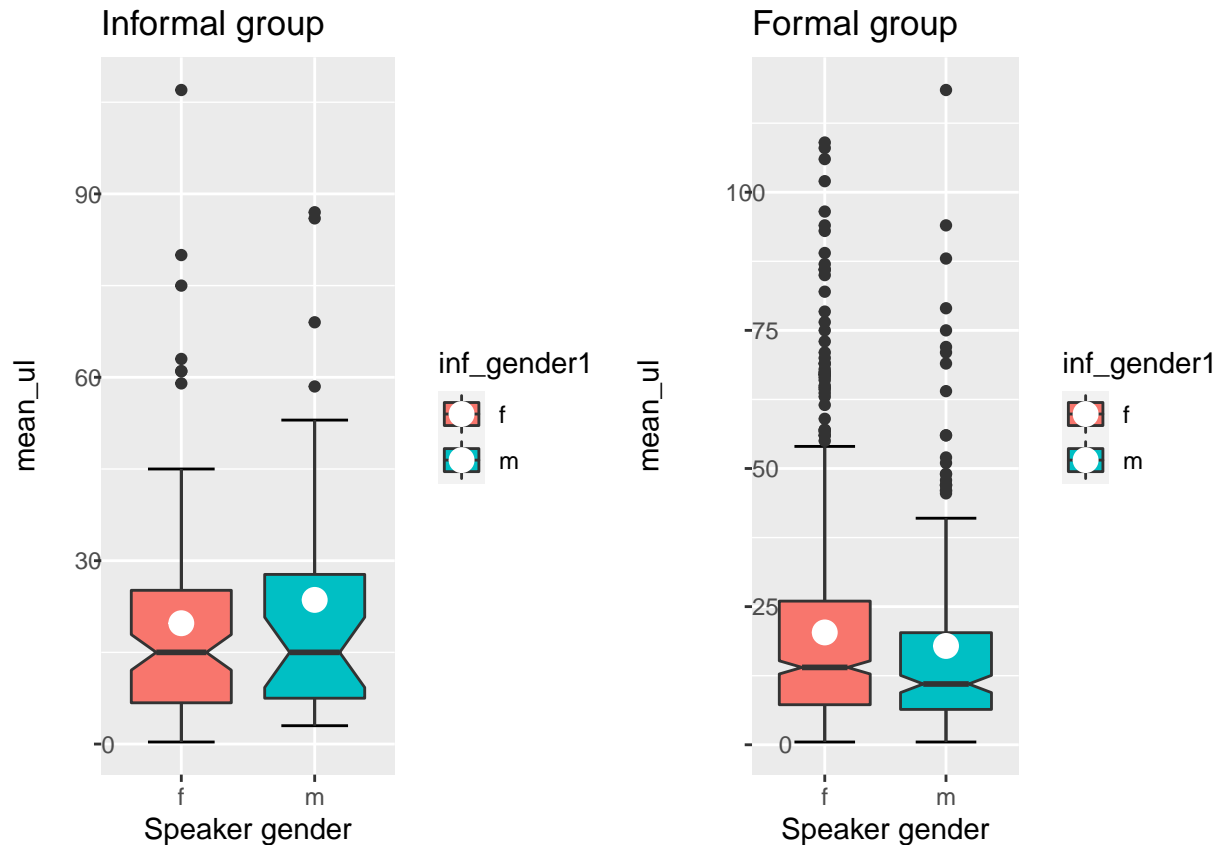 Informal group
90
60
30
0
mean_ul
f
m
Speaker gender
inf_gender1
f
m
Formal group
100
75
50
25
0
mean_ul
f
m
Speaker gender
inf_gender1
f
m